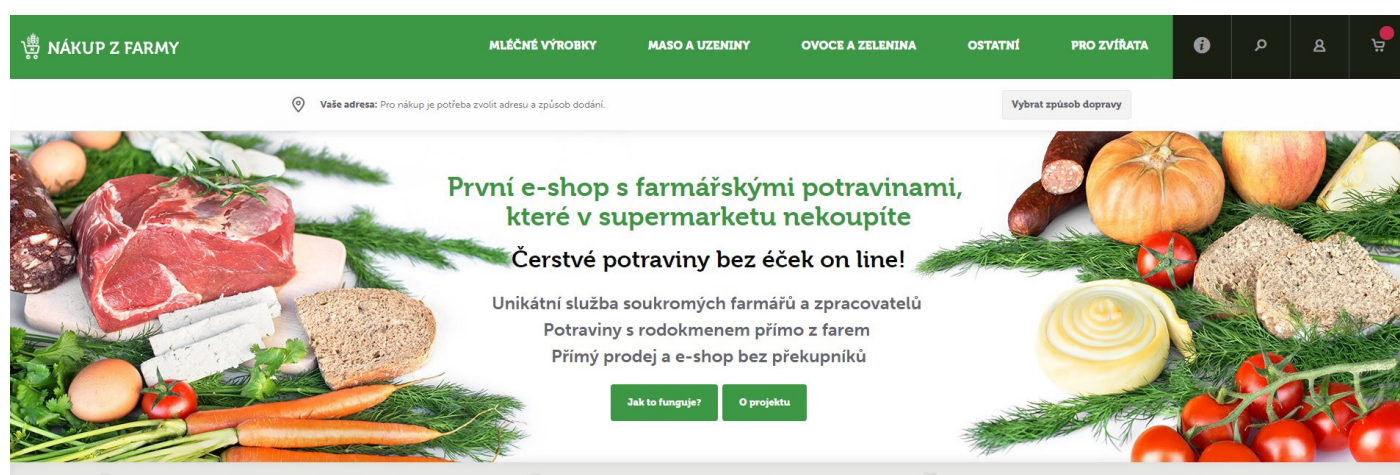 NÁKUP Z FARMY
MLÉČNÉ VÝROBKY
MASO A UZENINY
OVOCE A ZELENINA
OSTATNÍ
PRO ZVÍŘATA
Vaše adresa: Pro nákup je potřeba zvolit adresu a způsob dodání.
Vybrat způsob dopravy
První e-shop s farmářskými potravinami,
které v supermarketu nekoupíte
Čerstvé potraviny bez éček on line!
Unikátní služba soukromých farmářů a zpracovatelů
Potraviny s rodokmenem přímo z farem
Přímý prodej a e-shop bez překupníků
Jak to funguje?
O projektu